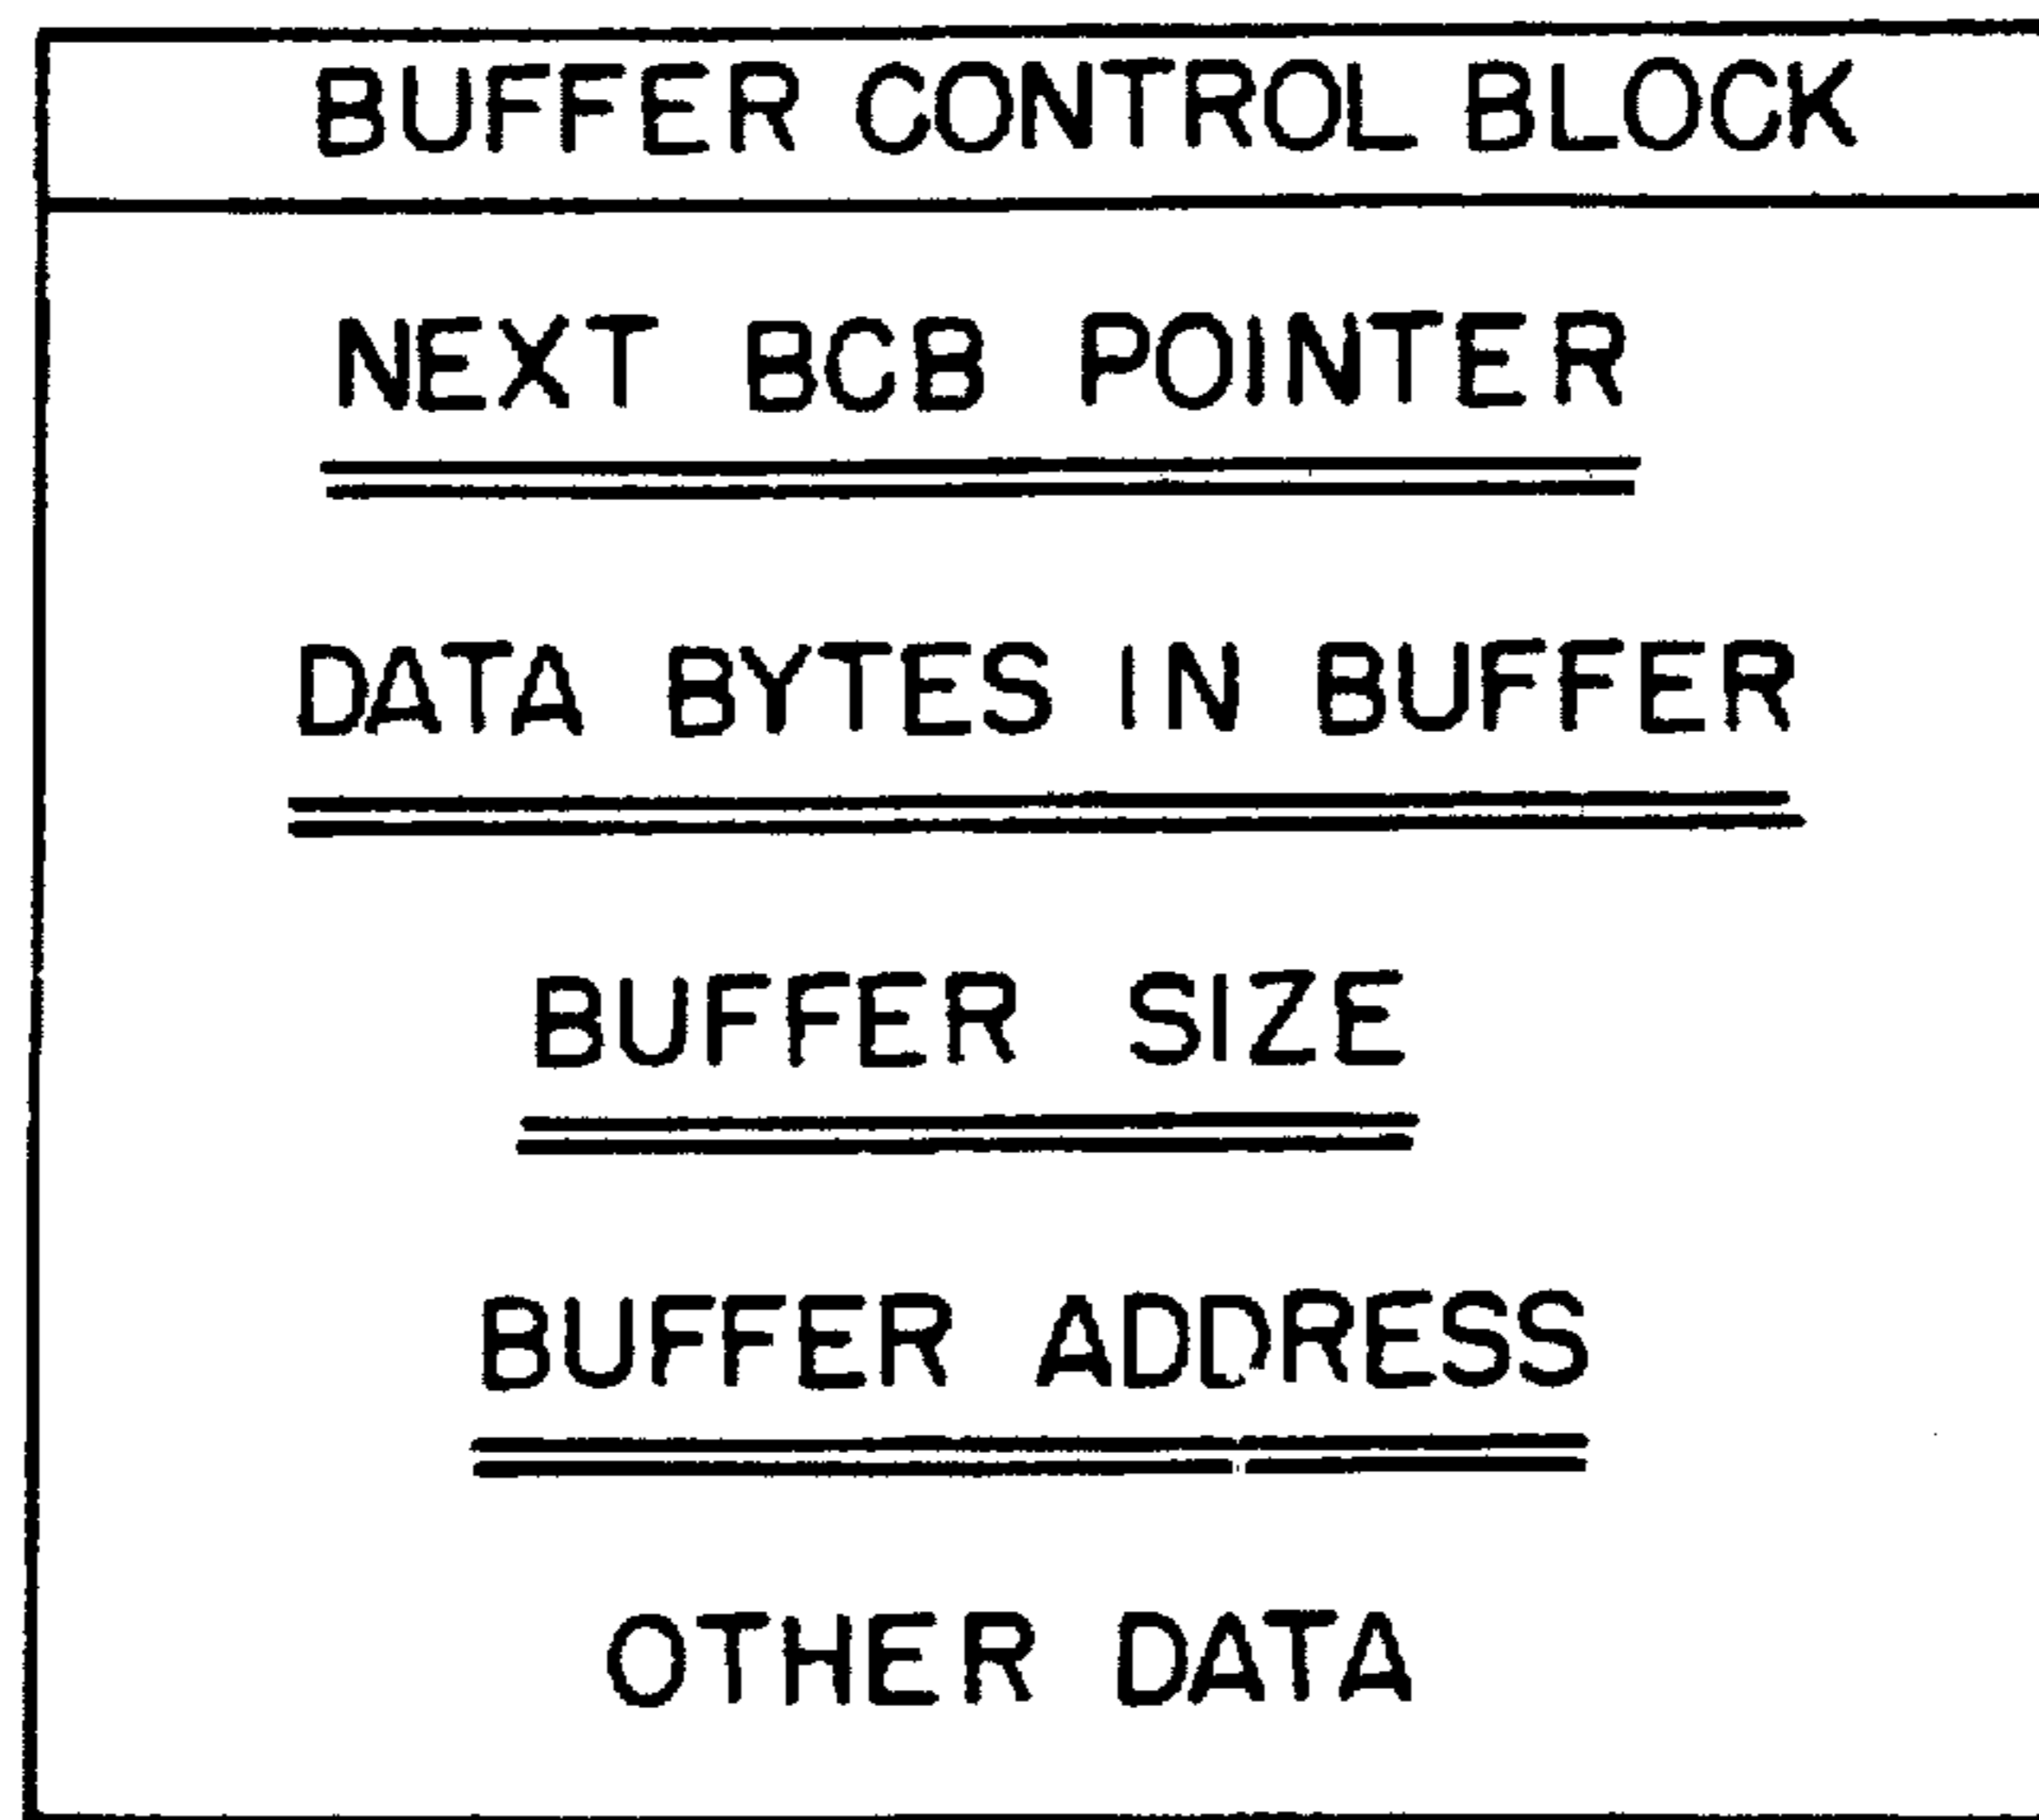 BUFFER CONTROL BLOCK
NEXT BCB POINTER
DATA BYTES IN BUFFER
BUFFER SIZE
BUFFER ADDRESS
OTHER DATA